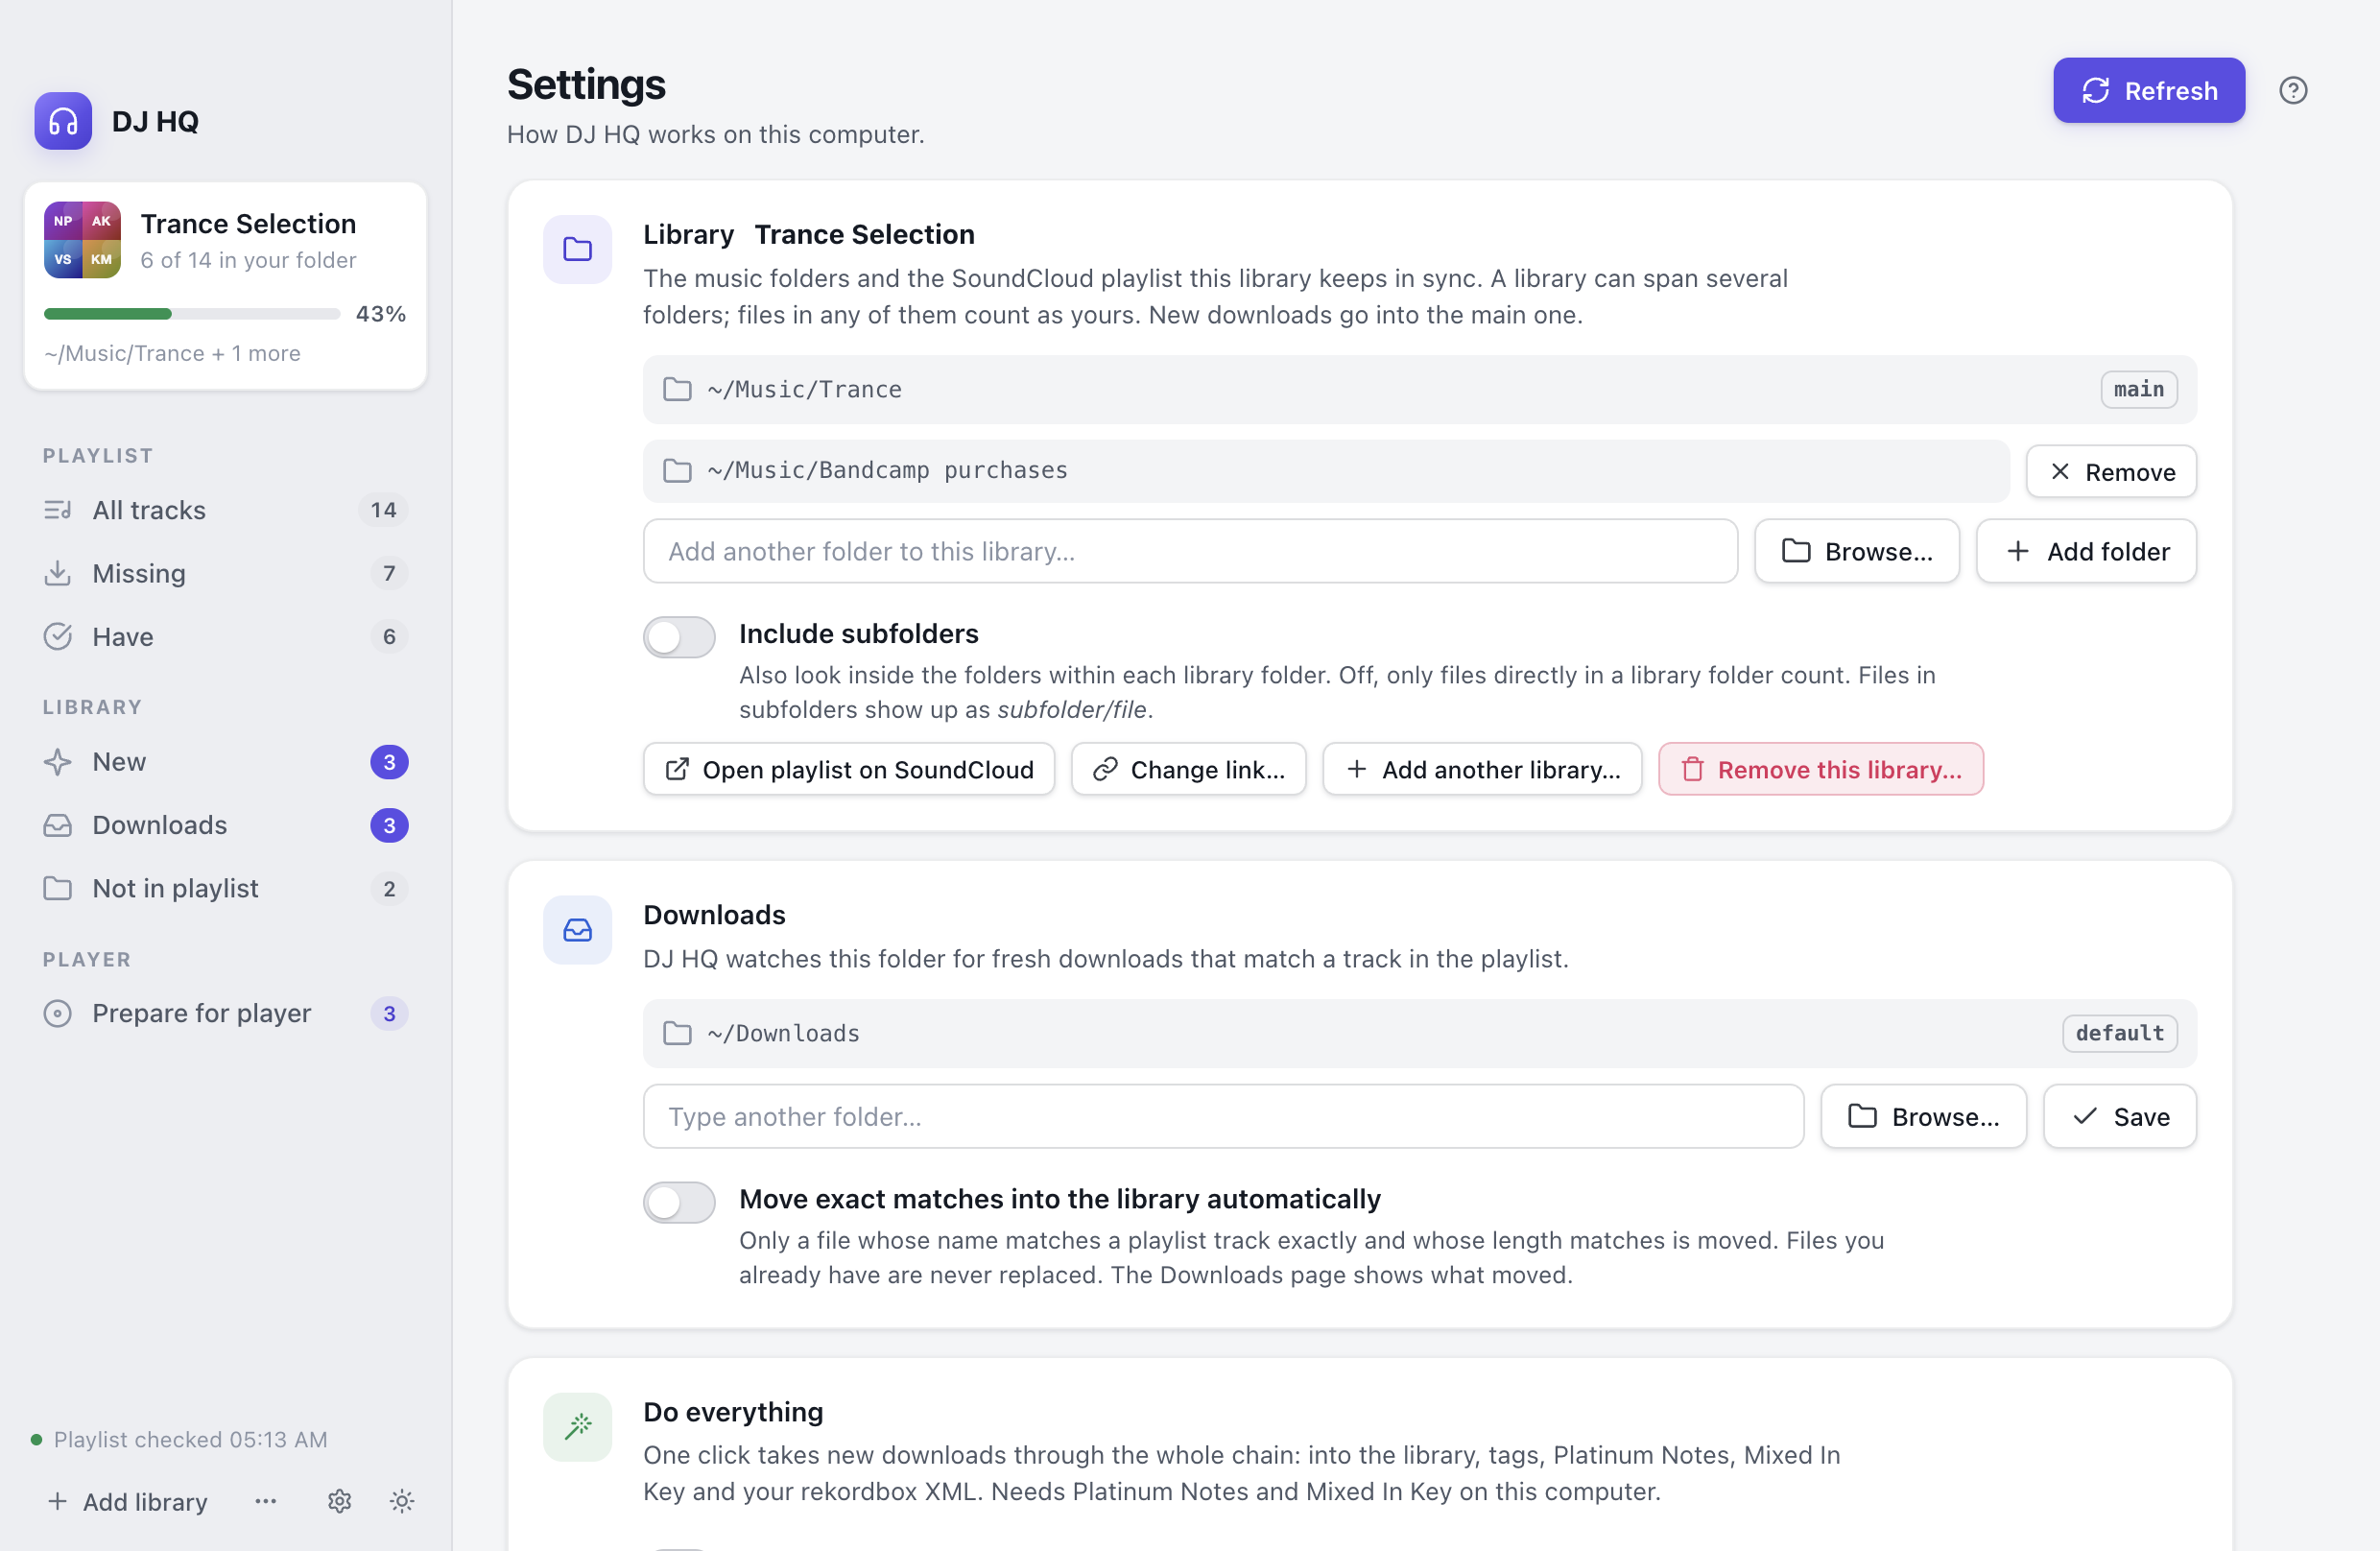 DJ HQ
NP AK
VS KM
Trance Selection
6 of 14 in your folder
43%
~/Music/Trance + 1 more
PLAYLIST
All tracks 14
Missing 7
Have 6
LIBRARY
New 3
Downloads 3
Not in playlist 2
PLAYER
Prepare for player 3
Playlist checked 05:13 AM
+ Add library ...
Settings
How DJ HQ works on this computer.
Refresh ?
Library Trance Selection
The music folders and the SoundCloud playlist this library keeps in sync. A library can span several
folders; files in any of them count as yours. New downloads go into the main one.
~/Music/Trance main
~/Music/Bandcamp purchases Remove
Add another folder to this library... Browse... + Add folder
Include subfolders
Also look inside the folders within each library folder. Off, only files directly in a library folder count. Files in
subfolders show up as subfolder/file.
Open playlist on SoundCloud Change link... + Add another library... Remove this library...
Downloads
DJ HQ watches this folder for fresh downloads that match a track in the playlist.
~/Downloads default
Type another folder... Browse... Save
Move exact matches into the library automatically
Only a file whose name matches a playlist track exactly and whose length matches is moved. Files you
already have are never replaced. The Downloads page shows what moved.
Do everything
One click takes new downloads through the whole chain: into the library, tags, Platinum Notes, Mixed In
Key and your rekordbox XML. Needs Platinum Notes and Mixed In Key on this computer.